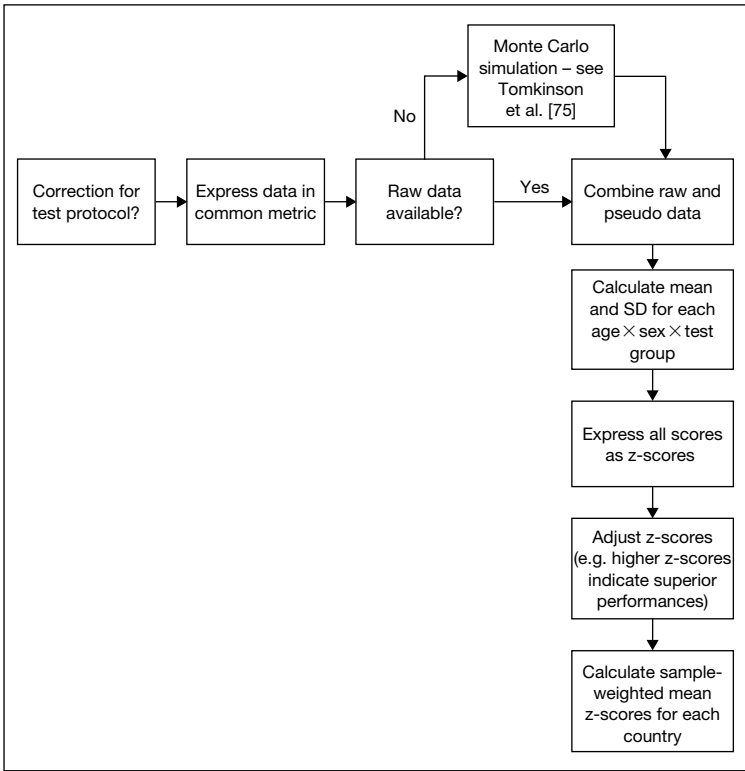 Monte Carlo
simulation – see
Tomkinson
et al. [75]
No
Correction for
test protocol?
Express data in
common metric
Raw data
available?
Yes
Combine raw and
pseudo data
Calculate mean
and SD for each
age×sex×test
group
Express all scores
as z-scores
Adjust z-scores
(e.g. higher z-scores
indicate superior
performances)
Calculate sample-
weighted mean
z-scores for each
country